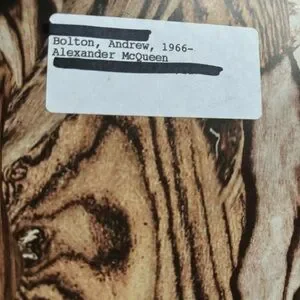 Bolton, Andrew, 1966-
Alexander McQueen